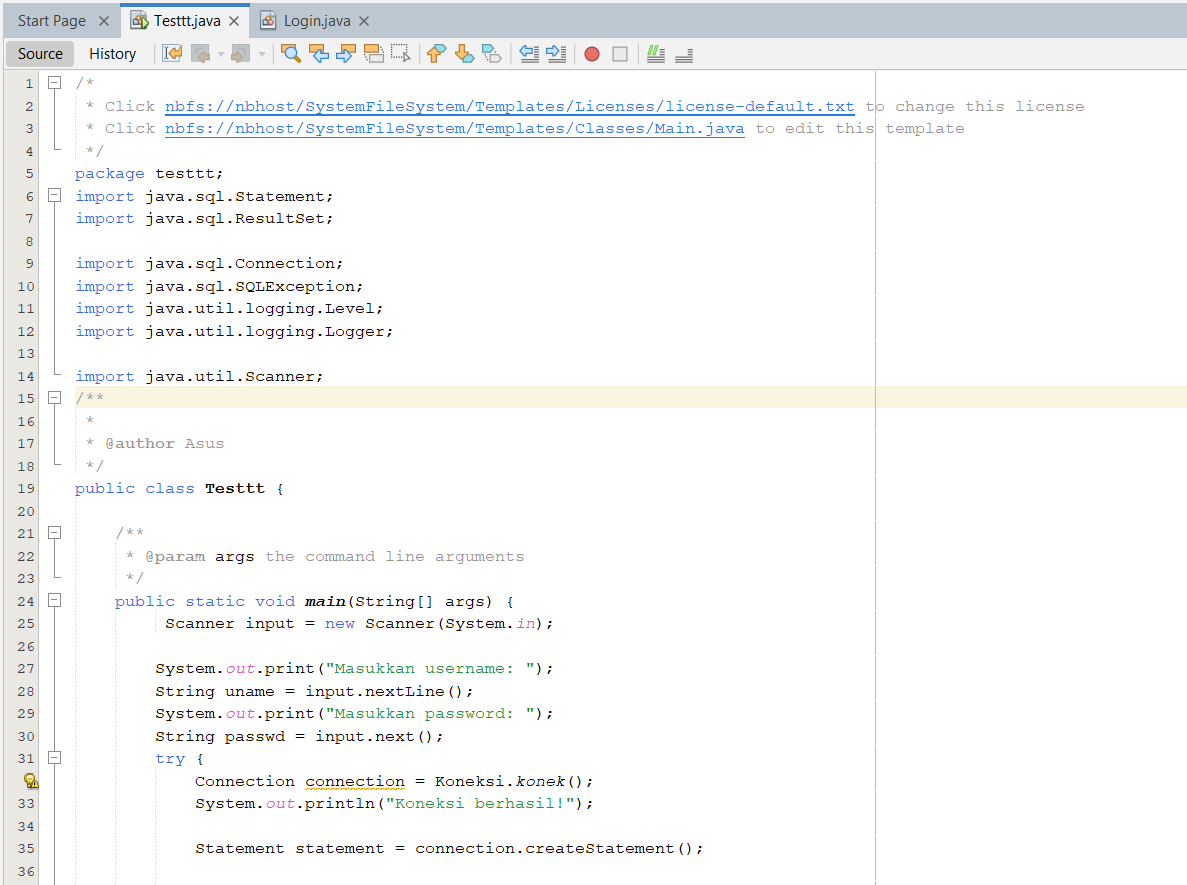 Start Page Testtt.java Login.java
Source History
1 /*
2 * Click nbfs://nbhost/SystemFileSystem/Templates/Licenses/license-default.txt to change this license
3 * Click nbfs://nbhost/SystemFileSystem/Templates/Classes/Main.java to edit this template
4 */
5 package testtt;
6 import java.sql.Statement;
7 import java.sql.ResultSet;
8
9 import java.sql.Connection;
10 import java.sql.SQLException;
11 import java.util.logging.Level;
12 import java.util.logging.Logger;
13
14 import java.util.Scanner;
15 /**
16 *
17 * @author Asus
18 */
19 public class Testtt {
20
21 /**
22 * @param args the command line arguments
23 */
24 public static void main(String[] args) {
25 Scanner input = new Scanner(System.in);
26
27 System.out.print("Masukkan username: ");
28 String uname = input.nextLine();
29 System.out.print("Masukkan password: ");
30 String passwd = input.next();
31 try {
Connection connection = Koneksi.konek();
33 System.out.println("Koneksi berhasil!");
34
35 Statement statement = connection.createStatement();
36